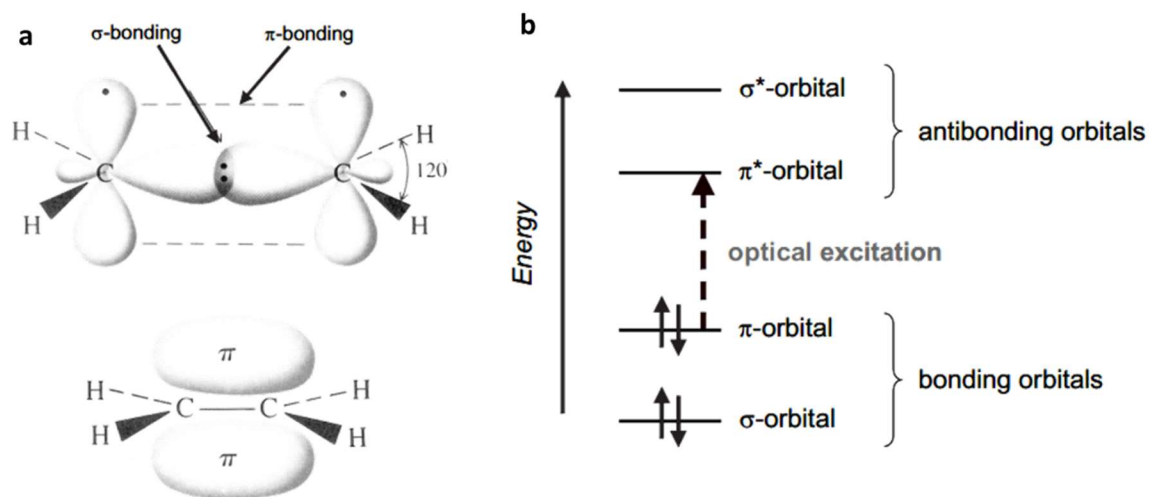 a
σ-bonding
π-bonding
H
H
C
C
120
H
H
π
H
H
C
C
H
H
π
b
Energy
σ*-orbital
π*-orbital
antibonding orbitals
optical excitation
π-orbital
σ-orbital
bonding orbitals